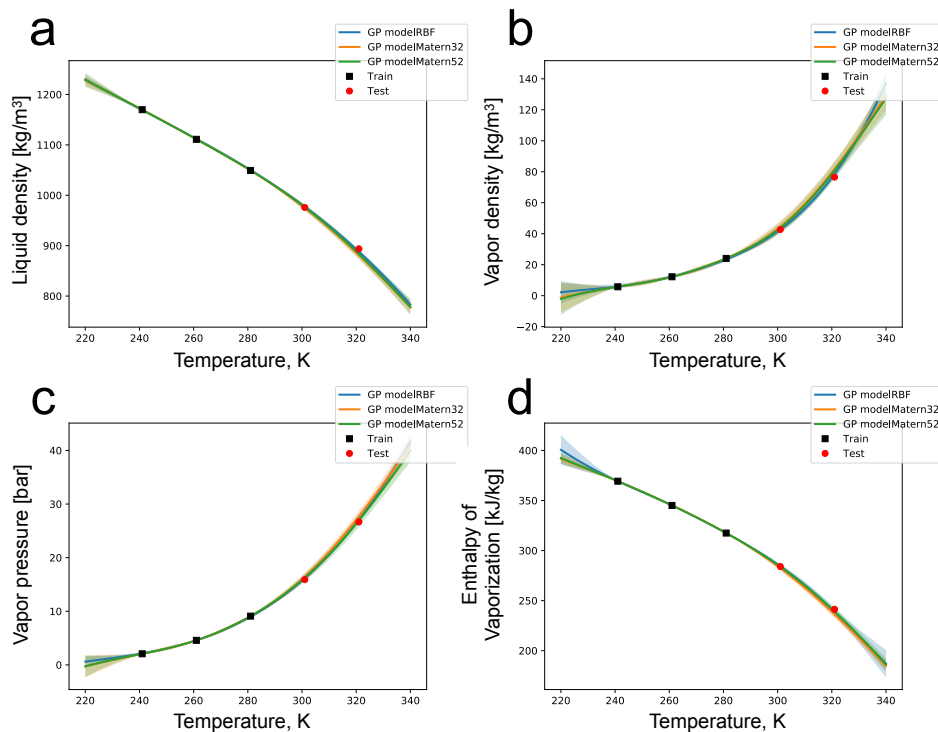 a
GP modelRBF
GP modelMatern32
GP modelMatern52
Train
Test
Liquid density [kg/m³]
1200
1100
1000
900
800
220 240 260 280 300 320 340
Temperature, K
b
GP modelRBF
GP modelMatern32
GP modelMatern52
Train
Test
Vapor density [kg/m³]
140
120
100
80
60
40
20
0
−20
220 240 260 280 300 320 340
Temperature, K
c
GP modelRBF
GP modelMatern32
GP modelMatern52
Train
Test
Vapor pressure [bar]
40
30
20
10
0
220 240 260 280 300 320 340
Temperature, K
d
GP modelRBF
GP modelMatern32
GP modelMatern52
Train
Test
Enthalpy of
Vaporization [kJ/kg]
400
350
300
250
200
220 240 260 280 300 320 340
Temperature, K